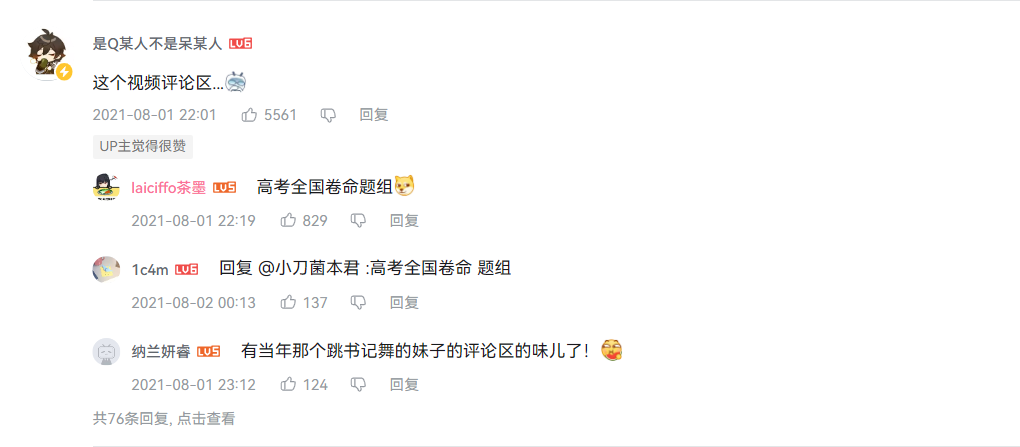 是Q某人不是呆某人 LV6
这个视频评论区...
2021-08-01 22:01 5561 回复
UP主觉得很赞
laiciffo茶墨 LV5 高考全国卷命题组
2021-08-01 22:19 829 回复
1c4m LV6 回复 @小刀菌本君 :高考全国卷命 题组
2021-08-02 00:13 137 回复
纳兰妍睿 LV5 有当年那个跳书记舞的妹子的评论区的味儿了！
2021-08-01 23:12 124 回复
共76条回复, 点击查看